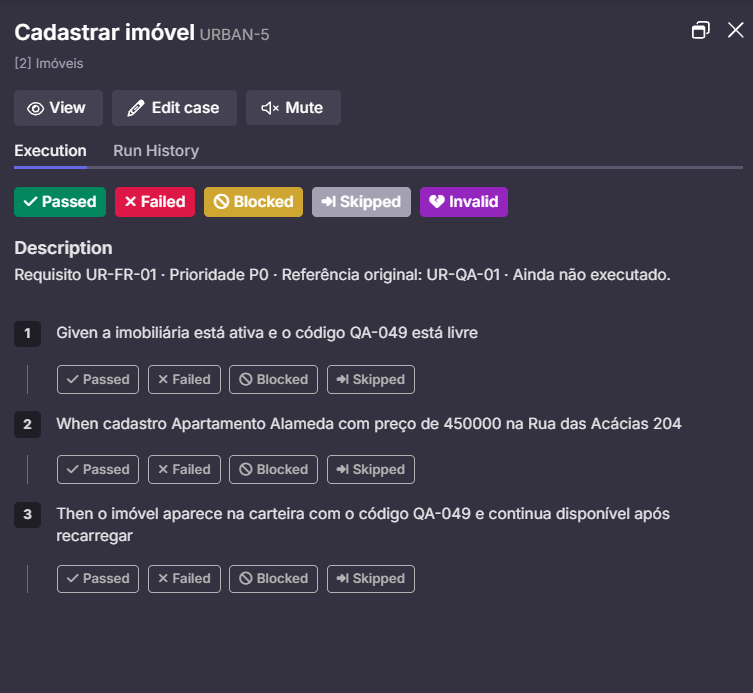 Cadastrar imóvel URBAN-5
[2] Imóveis
View Edit case Mute
Execution Run History
Passed Failed Blocked Skipped Invalid
Description
Requisito UR-FR-01 · Prioridade P0 · Referência original: UR-QA-01 · Ainda não executado.
1 Given a imobiliária está ativa e o código QA-049 está livre
Passed Failed Blocked Skipped
2 When cadastro Apartamento Alameda com preço de 450000 na Rua das Acácias 204
Passed Failed Blocked Skipped
3 Then o imóvel aparece na carteira com o código QA-049 e continua disponível após
recarregar
Passed Failed Blocked Skipped